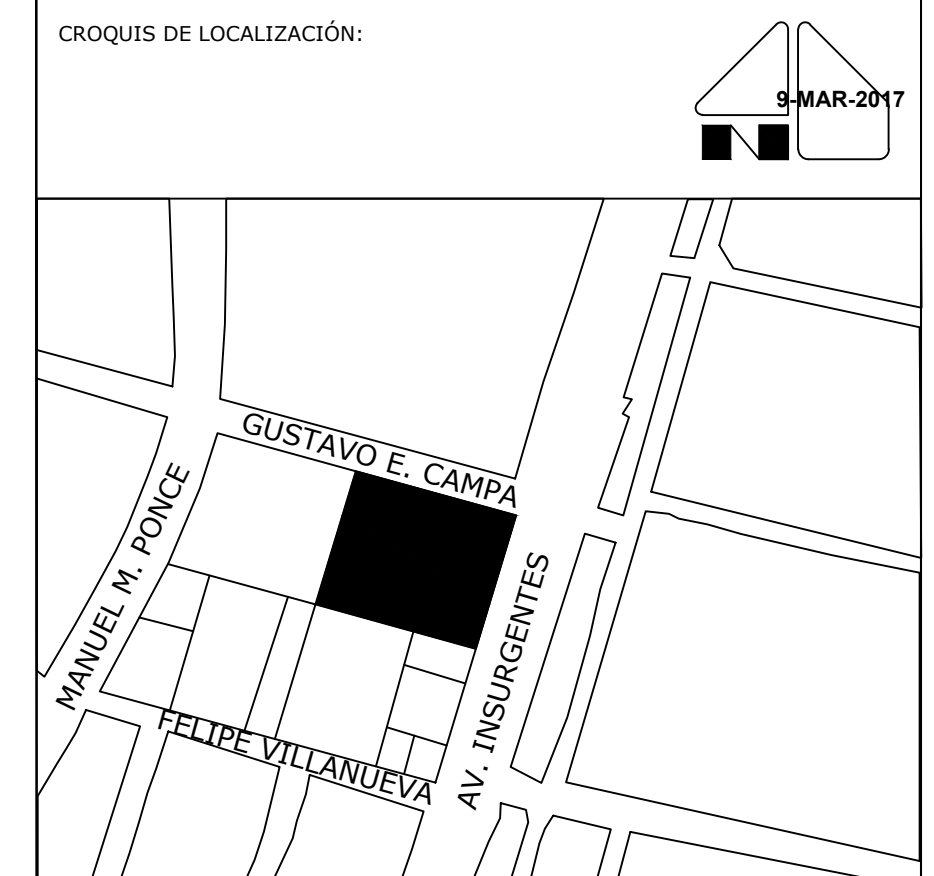 CROQUIS DE LOCALIZACIÓN:
9-MAR-2017
N
GUSTAVO E. CAMPA
MANUEL M. PONCE
AV. INSURGENTES
FELIPE VILLANUEVA